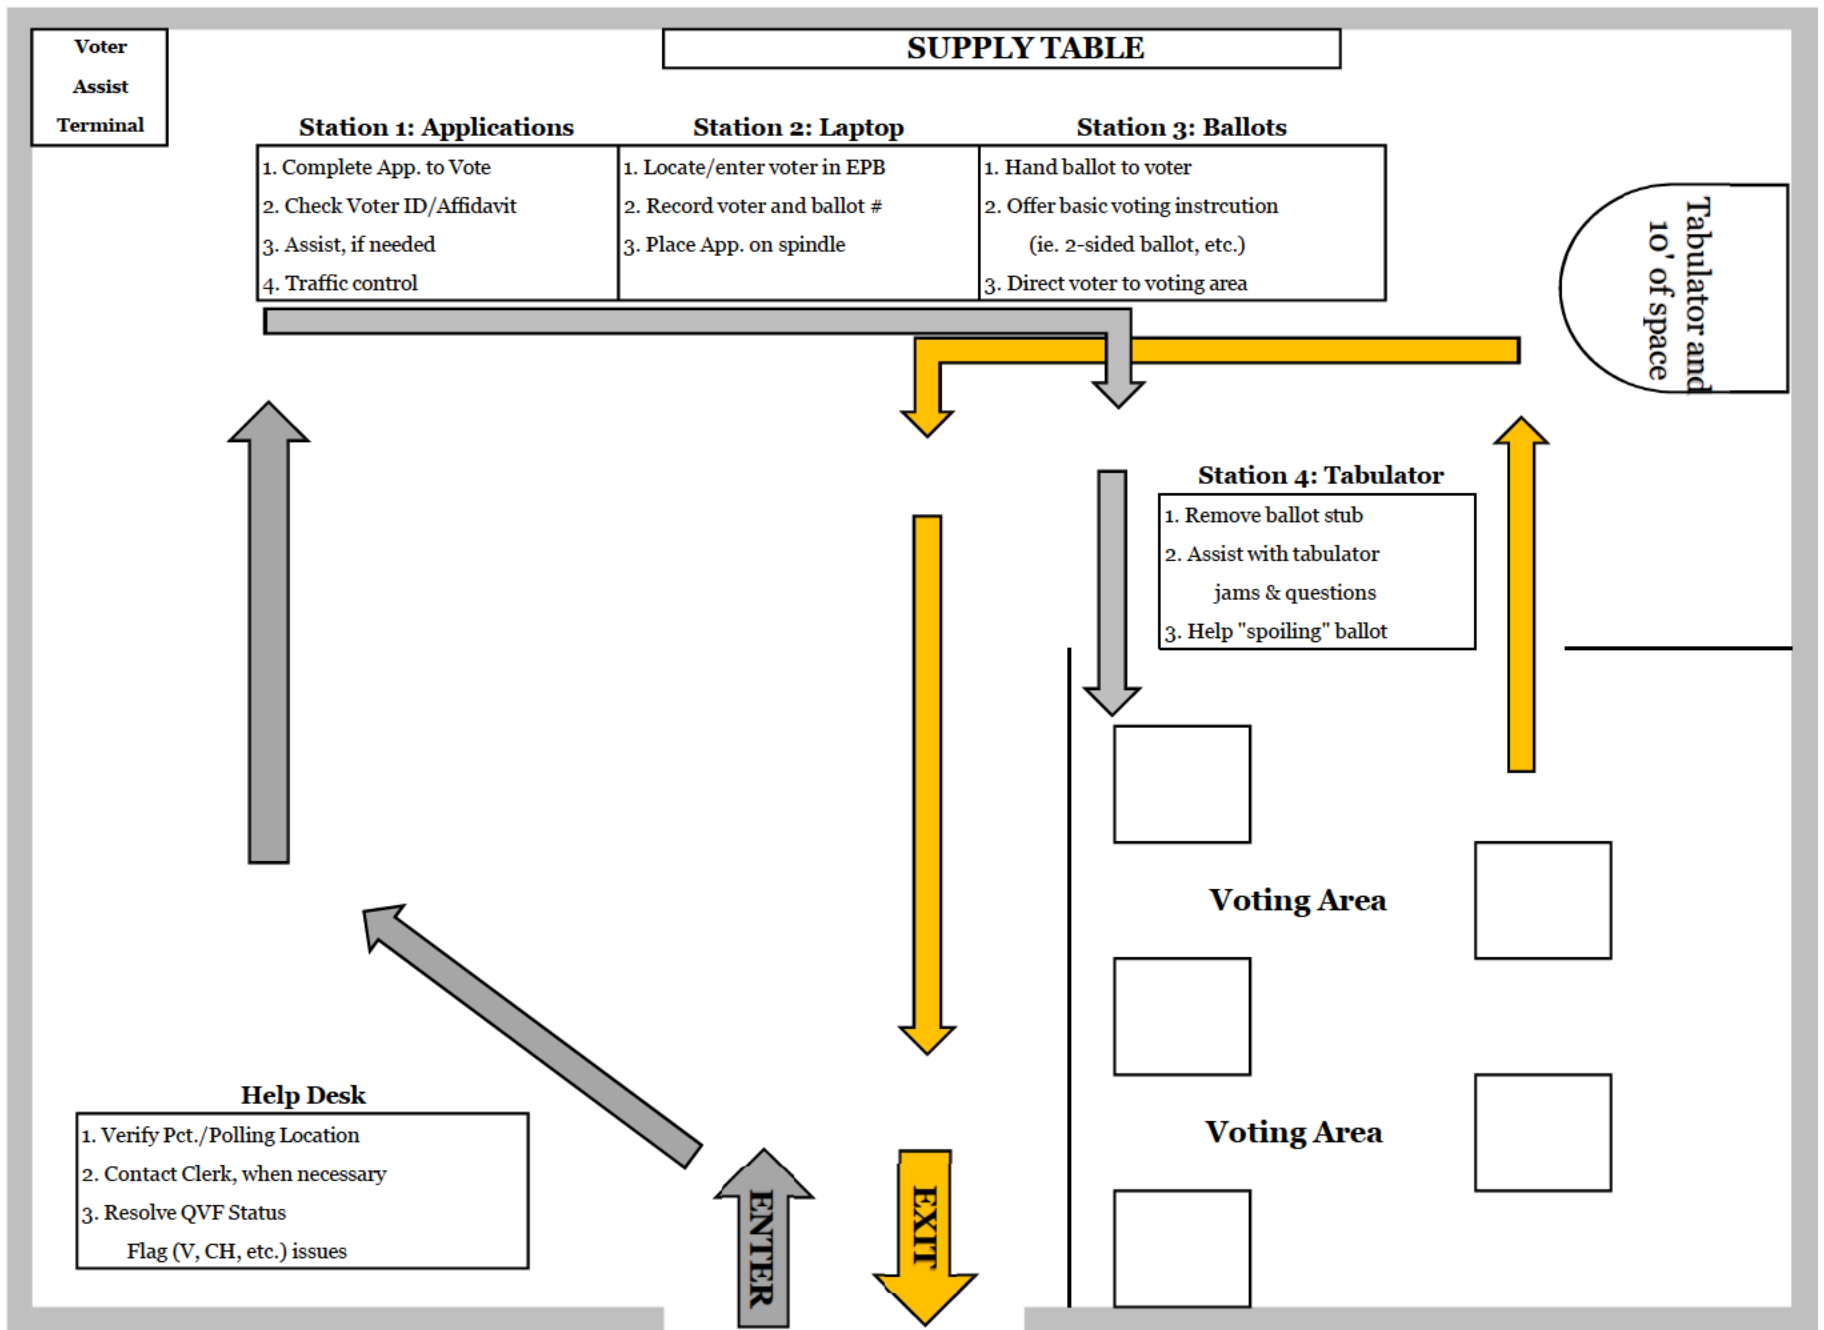 Voter
Assist
Terminal
SUPPLY TABLE
Station 1: Applications
1. Complete App. to Vote
2. Check Voter ID/Affidavit
3. Assist, if needed
4. Traffic control
Station 2: Laptop
1. Locate/enter voter in EPB
2. Record voter and ballot #
3. Place App. on spindle
Station 3: Ballots
1. Hand ballot to voter
2. Offer basic voting instrcution
(ie. 2-sided ballot, etc.)
3. Direct voter to voting area
Tabulator and
10' of space
Station 4: Tabulator
1. Remove ballot stub
2. Assist with tabulator
jams & questions
3. Help "spoiling" ballot
Voting Area
Voting Area
Help Desk
1. Verify Pct./Polling Location
2. Contact Clerk, when necessary
3. Resolve QVF Status
Flag (V, CH, etc.) issues
ENTER
EXIT